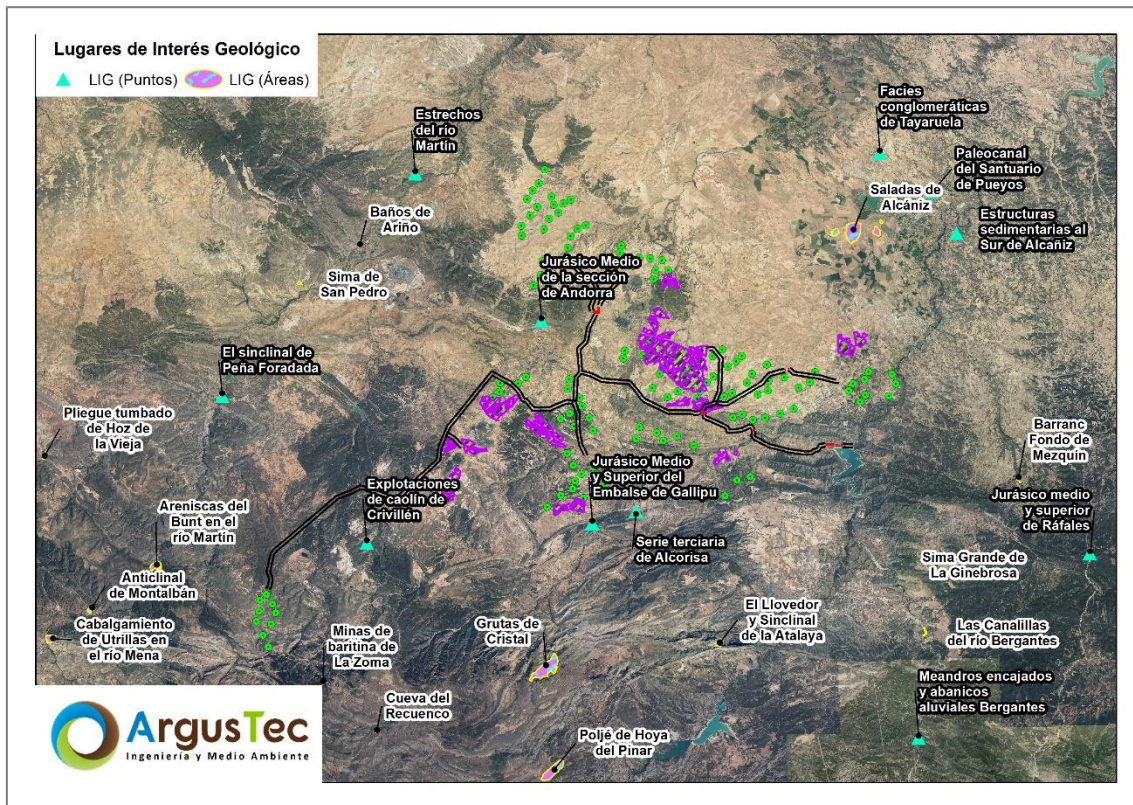 Lugares de Interés Geológico
LIG (Puntos)
LIG (Áreas)
Estrechos
del río
Martín
Facies
conglomeráticas
de Tayaruela
Paleocanal
del Santuario
de Pueyos
Saladas de
Alcániz
Estructuras
sedimentarias al
Sur de Alcañiz
Baños de
Ariño
Sima de
San Pedro
Jurásico Medio
de la sección
de Andorra
El sinclinal de
Peña Foradada
Pliegue tumbado
de Hoz de
la Vieja
Barranc
Fondo de
Mezquín
Jurásico Medio
y Superior del
Embalse de Gallipu
Explotaciones
de caolín de
Crivillén
Areniscas del
Bunt en el
río Martín
Jurásico medio
y superior
de Ráfales
Serie terciaria
de Alcorisa
Sima Grande de
La Ginebrosa
Anticlinal
de Montalbán
Cabalgamiento
de Utrillas en
el río Mena
Minas de
baritina de
La Zoma
Grutas de
Cristal
El Llovedor
y Sinclinal
de la Atalaya
Las Canalillas
del río Bergantes
Meandros encajados
y abanicos
aluviales Bergantes
Cueva del
Recuenco
Poljé de Hoya
del Pinar
ArgusTec
Ingeniería y Medio Ambiente